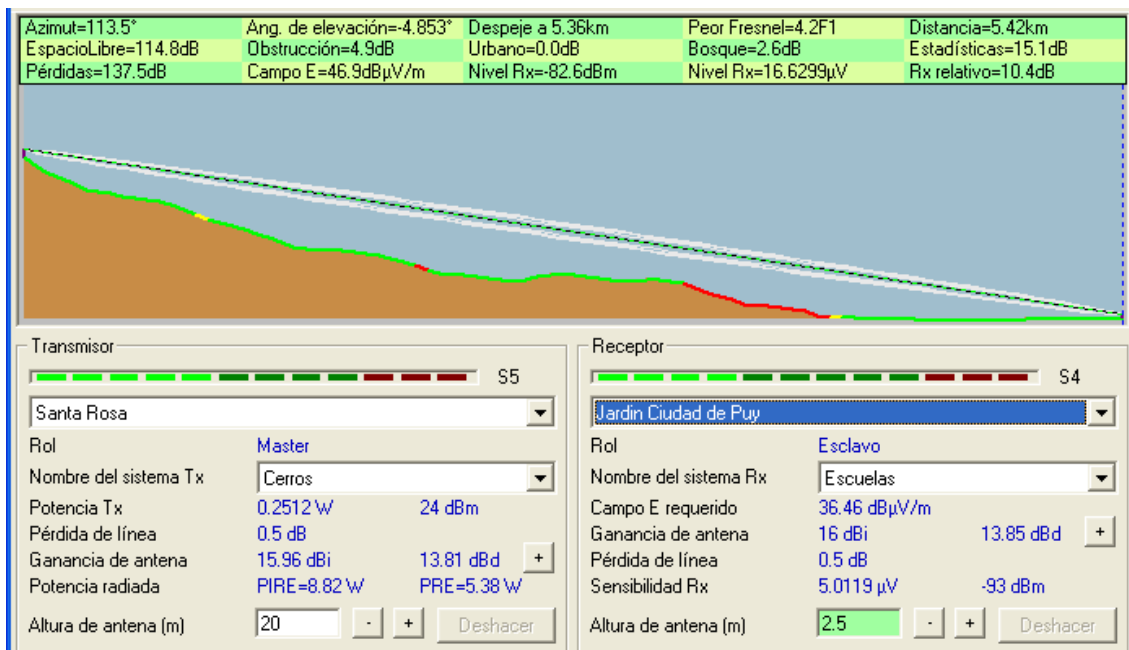 Azimut=113.5° Ang. de elevación=-4.853° Despeje a 5.36km Peor Fresnel=4.2F1 Distancia=5.42km
EspacioLibre=114.8dB Obstrucción=4.9dB Urbano=0.0dB Bosque=2.6dB Estadísticas=15.1dB
Pérdidas=137.5dB Campo E=46.9dBµV/m Nivel Rx=-82.6dBm Nivel Rx=16.6299µV Rx relativo=10.4dB
Transmisor
S5
Santa Rosa
Rol Master
Nombre del sistema Tx Cerros
Potencia Tx 0.2512 W 24 dBm
Pérdida de línea 0.5 dB
Ganancia de antena 15.96 dBi 13.81 dBd +
Potencia radiada PIRE=8.82 W PRE=5.38 W
Altura de antena (m) 20 - + Deshacer
Receptor
S4
Jardin Ciudad de Puy
Rol Esclavo
Nombre del sistema Rx Escuelas
Campo E requerido 36.46 dBµV/m
Ganancia de antena 16 dBi 13.85 dBd +
Pérdida de línea 0.5 dB
Sensibilidad Rx 5.0119 µV -93 dBm
Altura de antena (m) 2.5 - + Deshacer